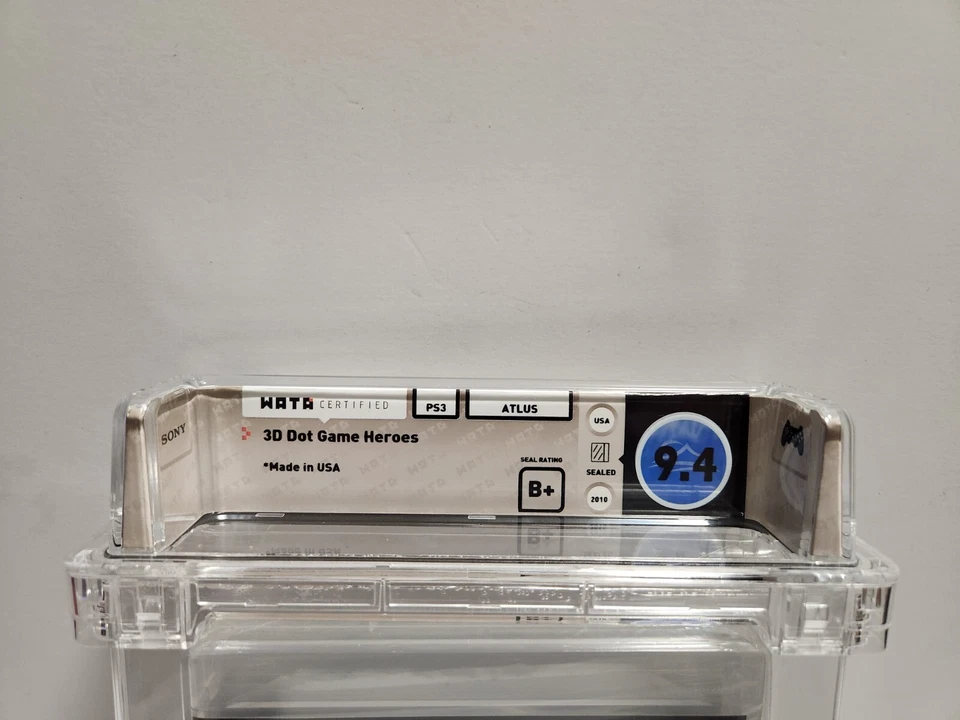 WATA CERTIFIED
PS3
ATLUS
SONY
3D Dot Game Heroes
*Made in USA
SEAL RATING
B+
USA
SEALED
2010
9.4